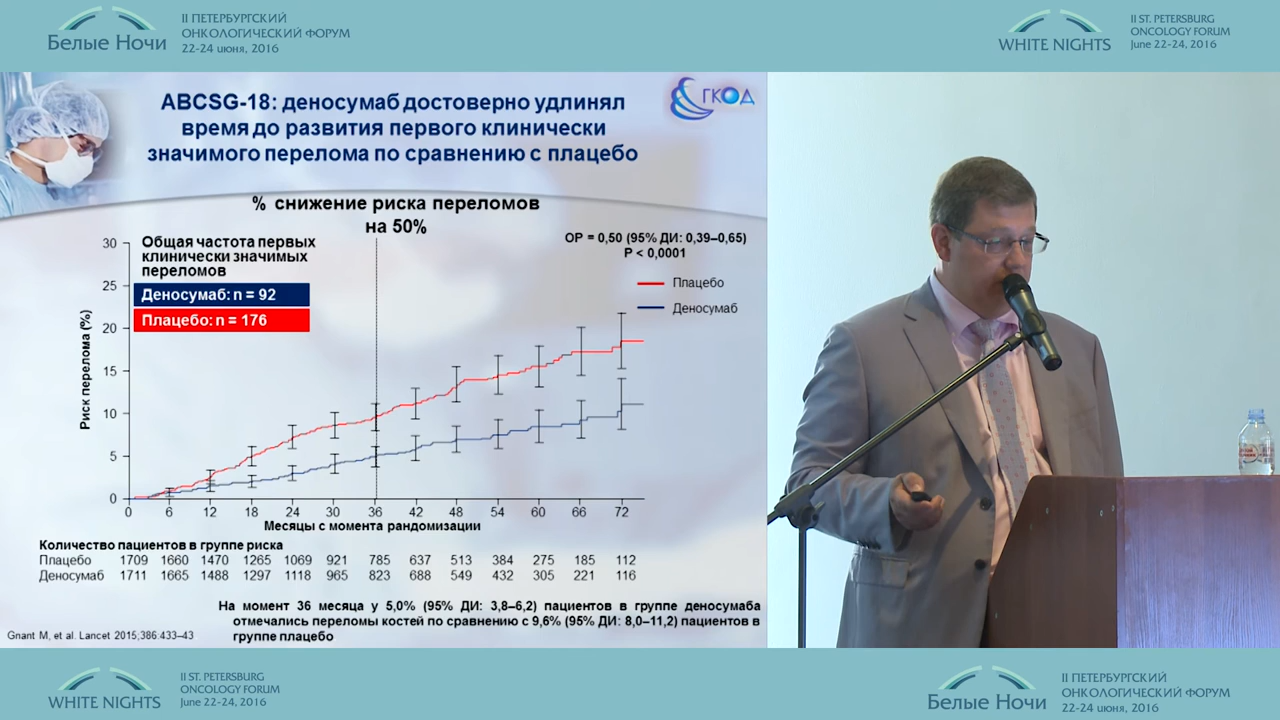 Белые Ночи
II ПЕТЕРБУРГСКИЙ
ОНКОЛОГИЧЕСКИЙ ФОРУМ
22-24 июня, 2016
WHITE NIGHTS
II ST. PETERSBURG
ONCOLOGY FORUM
June 22-24, 2016
ABCSG-18: деносумаб достоверно удлинял
время до развития первого клинически
значимого перелома по сравнению с плацебо
ГКОД
% снижение риска переломов
на 50%
Общая частота первых
клинически значимых
переломов
Деносумаб: n = 92
Плацебо: n = 176
ОР = 0,50 (95% ДИ: 0,39–0,65)
P < 0,0001
Плацебо
Деносумаб
Риск перелома (%)
30
25
20
15
10
5
0
0 6 12 18 24 30 36 42 48 54 60 66 72
Месяцы с момента рандомизации
Количество пациентов в группе риска
Плацебо 1709 1660 1470 1265 1069 921 785 637 513 384 275 185 112
Деносумаб 1711 1665 1488 1297 1118 965 823 688 549 432 305 221 116
На момент 36 месяца у 5,0% (95% ДИ: 3,8–6,2) пациентов в группе деносумаба
отмечались переломы костей по сравнению с 9,6% (95% ДИ: 8,0–11,2) пациентов в
группе плацебо
Gnant M, et al. Lancet 2015;386:433–43
WHITE NIGHTS
II ST. PETERSBURG
ONCOLOGY FORUM
June 22-24, 2016
Белые Ночи
II ПЕТЕРБУРГСКИЙ
ОНКОЛОГИЧЕСКИЙ ФОРУМ
22-24 июня, 2016